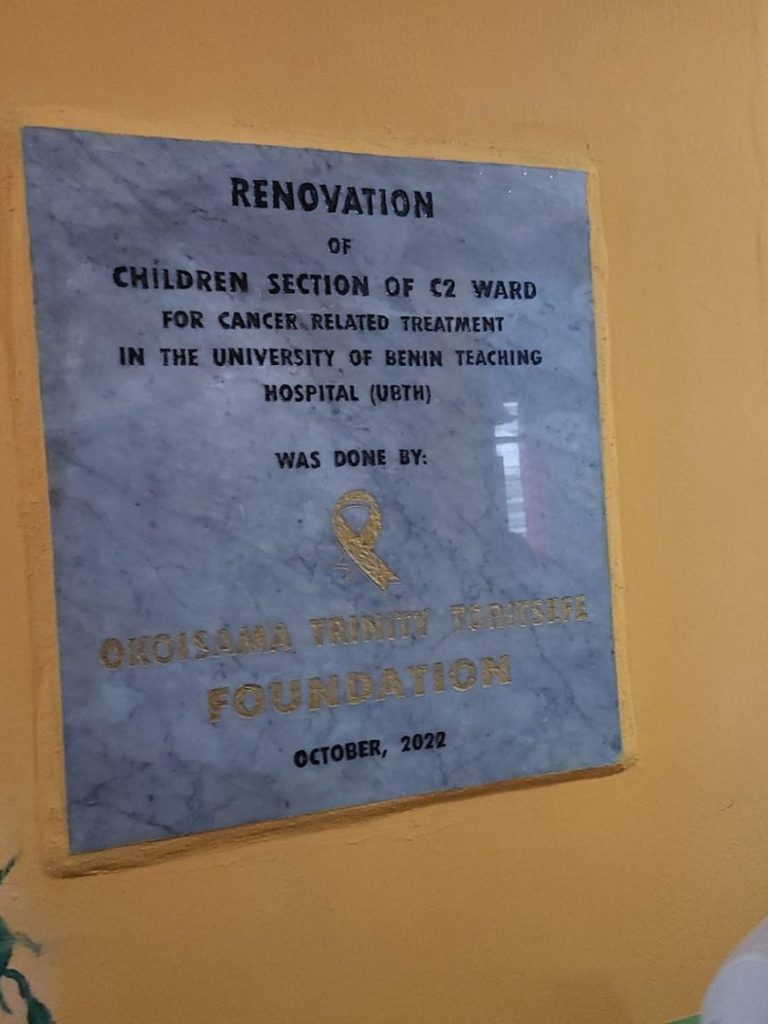 RENOVATION
OF
CHILDREN SECTION OF C2 WARD
FOR CANCER RELATED TREATMENT
IN THE UNIVERSITY OF BENIN TEACHING
HOSPITAL (UBTH)
WAS DONE BY:
OKOISAMA TRINITY TORITSEFE
FOUNDATION
OCTOBER, 2022